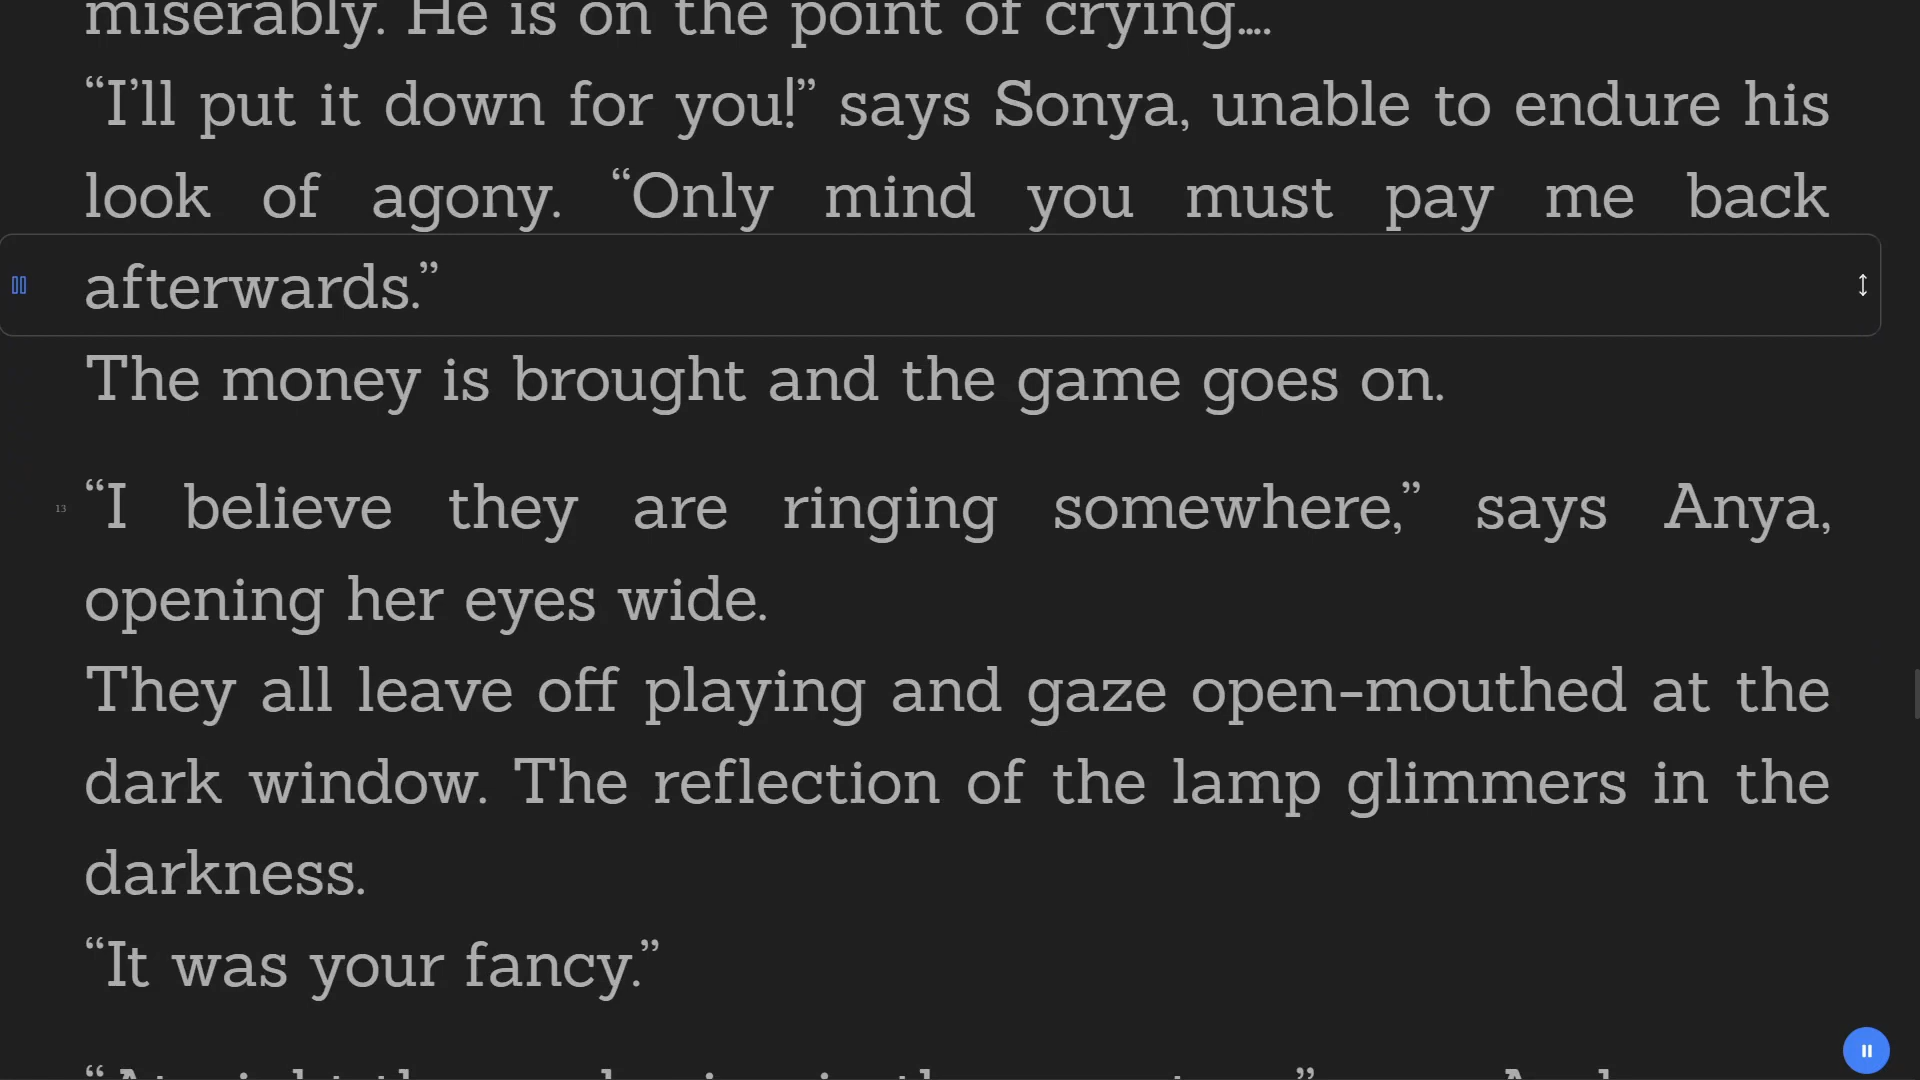 miserably. He is on the point of crying....
“I’ll put it down for you!” says Sonya, unable to endure his
look of agony. “Only mind you must pay me back
afterwards.”
The money is brought and the game goes on.
13
“I believe they are ringing somewhere,” says Anya,
opening her eyes wide.
They all leave off playing and gaze open-mouthed at the
dark window. The reflection of the lamp glimmers in the
darkness.
“It was your fancy.”